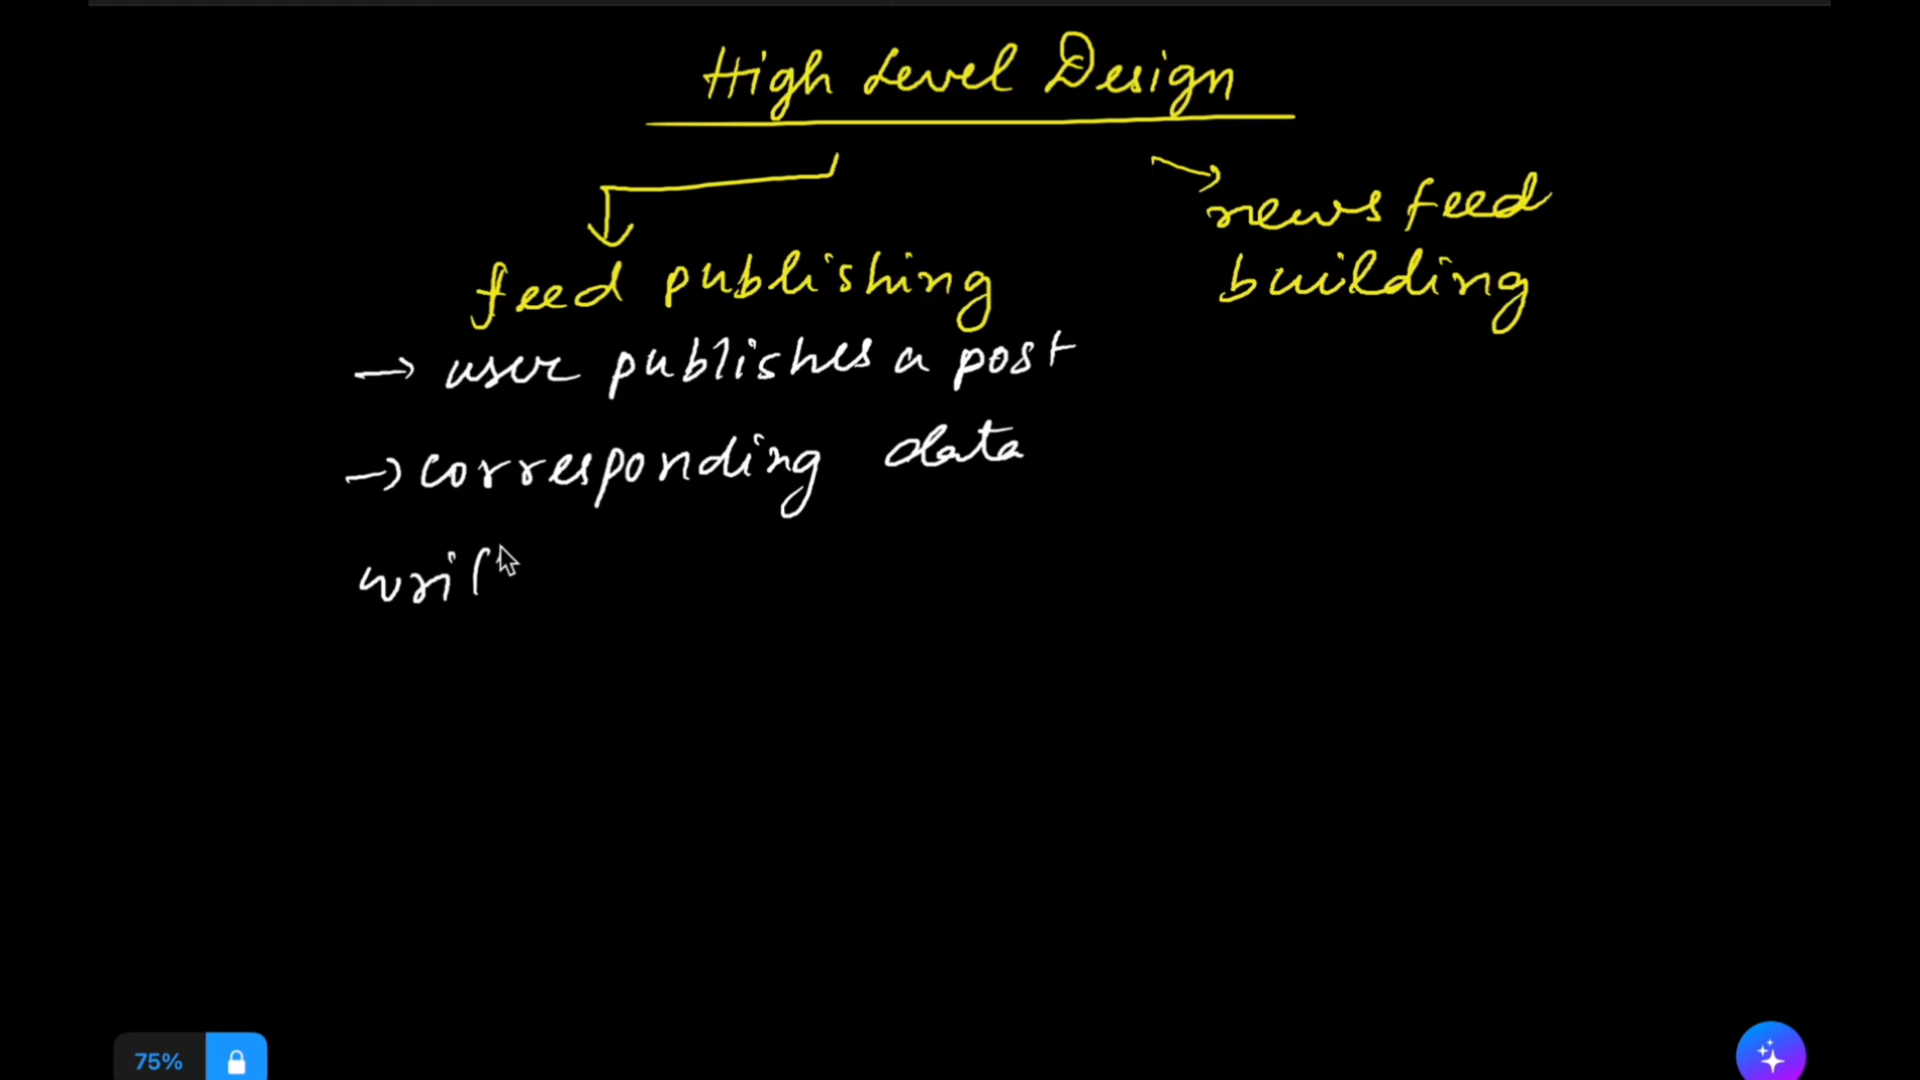 High Level Design
news feed
building
feed publishing
→ user publishes a post
→ corresponding data
75%